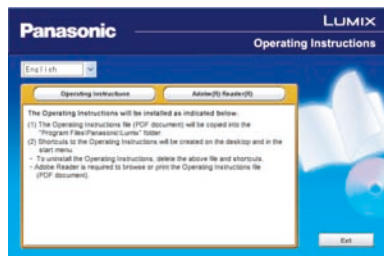 Panasonic
LUMIX
Operating Instructions
English
Operating Instructions
Adobe(R) Reader(R)
The Operating Instructions will be installed as indicated below.
(1) The Operating Instructions file (PDF document) will be copied into the
"Program Files\Panasonic\Lumix" folder.
(2) Shortcuts to the Operating Instructions will be created on the desktop and in the
start menu.
- To uninstall the Operating Instructions, delete the above file and shortcuts.
- Adobe Reader is required to browse or print the Operating Instructions file
(PDF document).
Exit